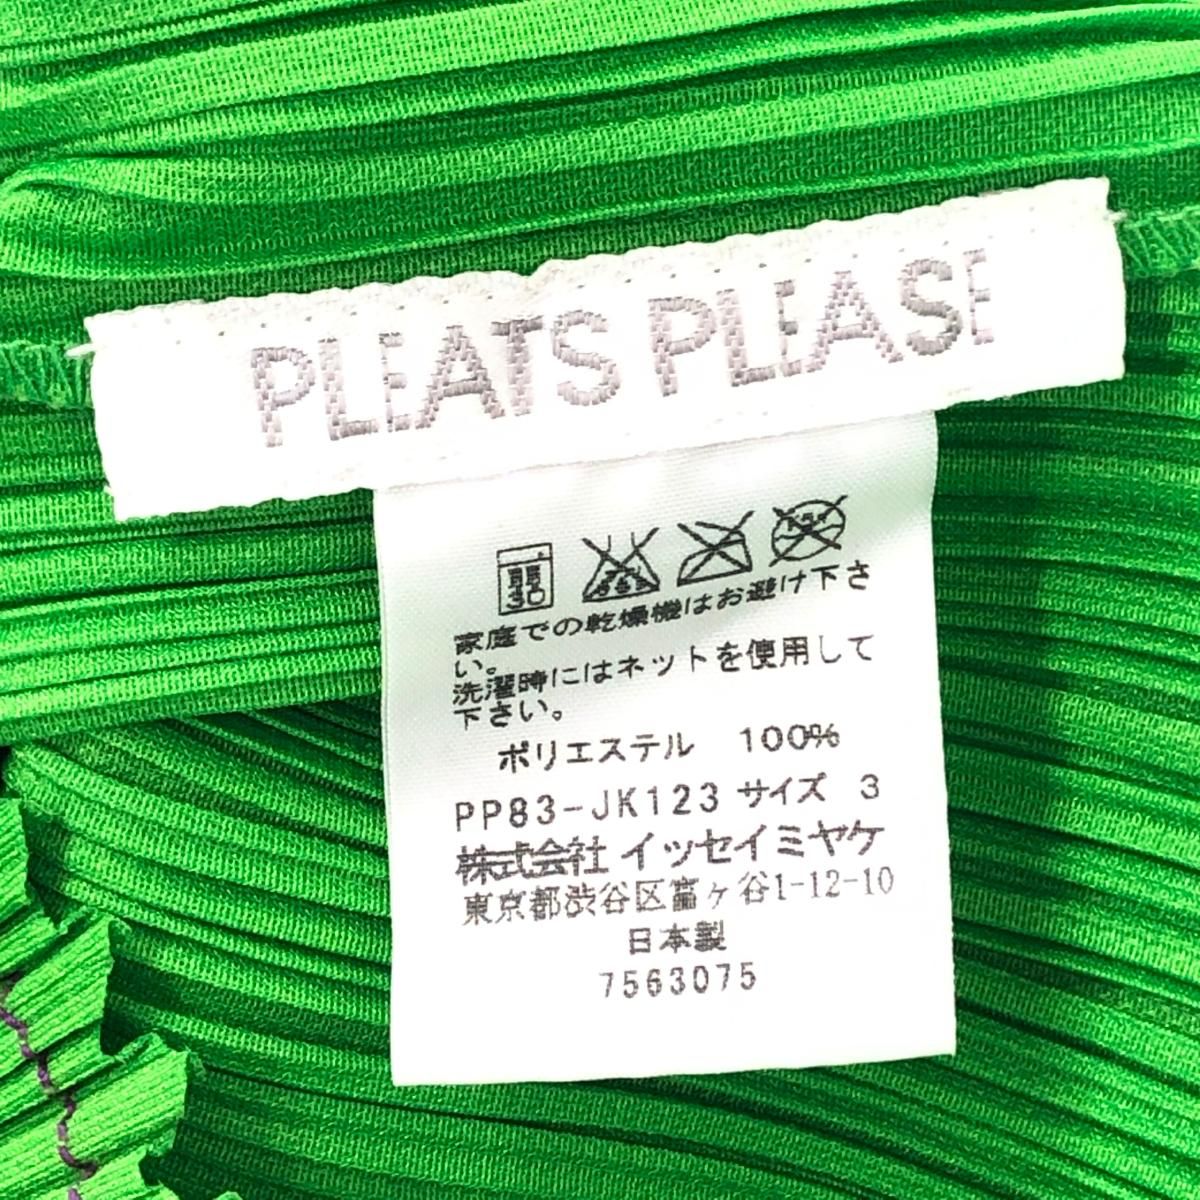 PLEATS PLEASE
家庭での乾燥機はお避け下さ
い。
洗濯時にはネットを使用して
下さい。
ポリエステル 100%
PP83-JK123 サイズ 3
株式会社 イッセイミヤケ
東京都渋谷区富ヶ谷1-12-10
日本製
7563075